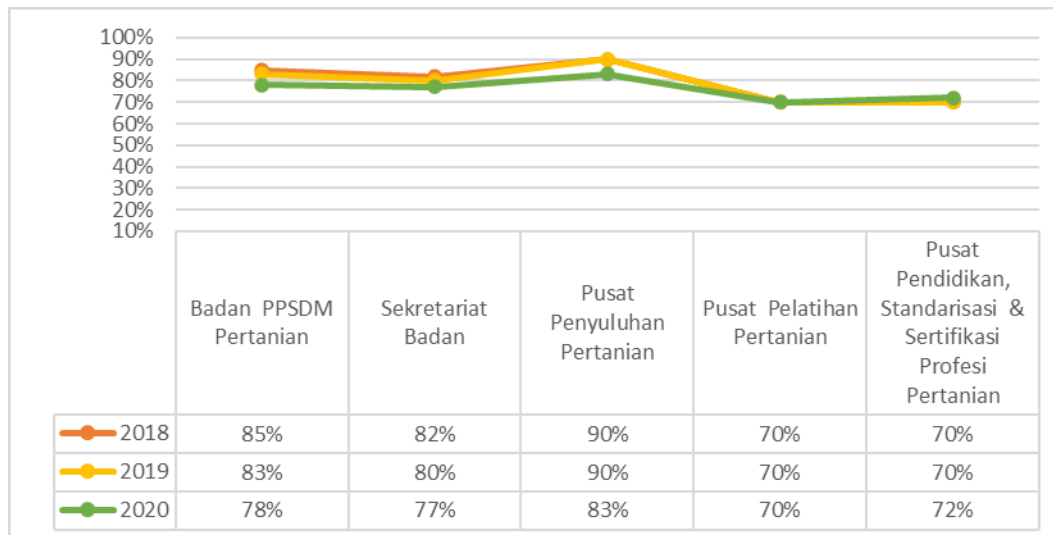 100%
90%
80%
70%
60%
50%
40%
30%
20%
10%
Badan PPSDM
Pertanian
Sekretariat
Badan
Pusat
Penyuluhan
Pertanian
Pusat Pelatihan
Pertanian
Pusat
Pendidikan,
Standarisasi &
Sertifikasi
Profesi
Pertanian
2018 85% 82% 90% 70% 70%
2019 83% 80% 90% 70% 70%
2020 78% 77% 83% 70% 72%